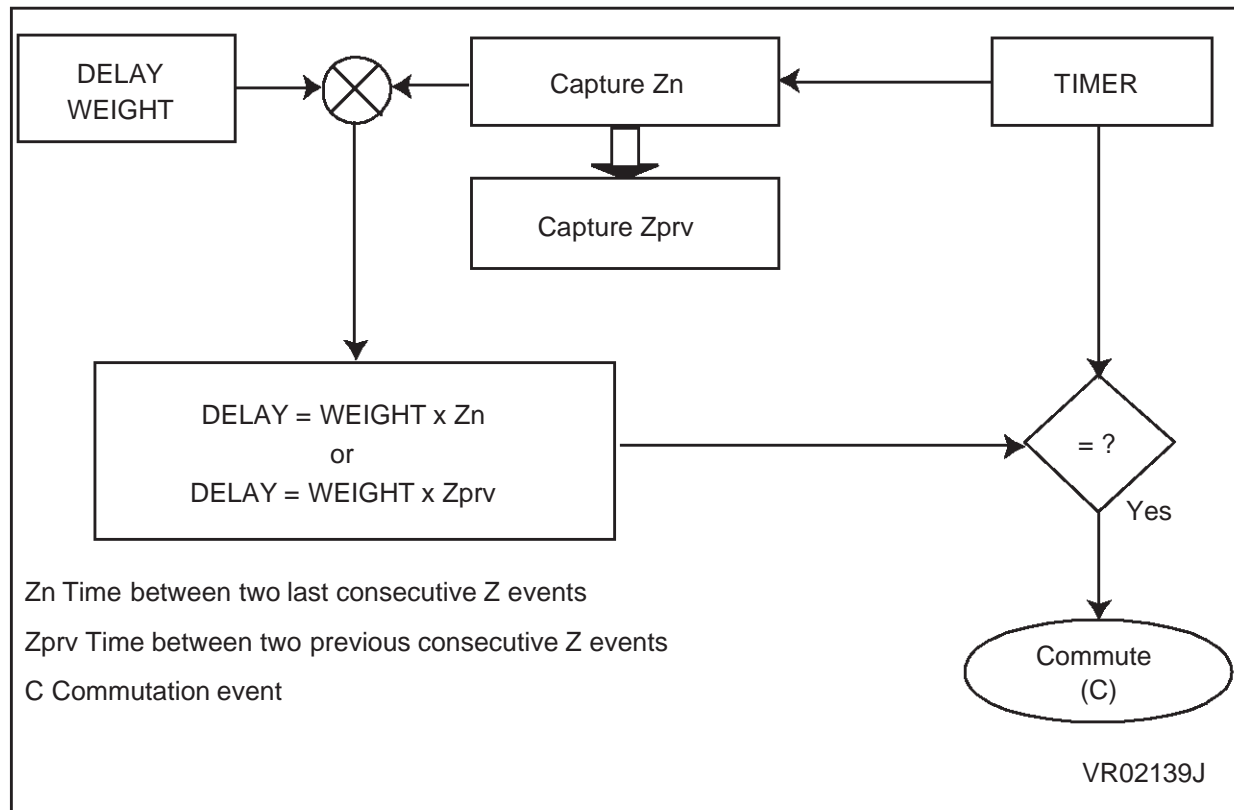 DELAY
WEIGHT
Capture Zn
TIMER
Capture Zprv
DELAY = WEIGHT x Zn
or
DELAY = WEIGHT x Zprv
= ?
Yes
Zn Time between two last consecutive Z events
Zprv Time between two previous consecutive Z events
C Commutation event
Commute
(C)
VR02139J